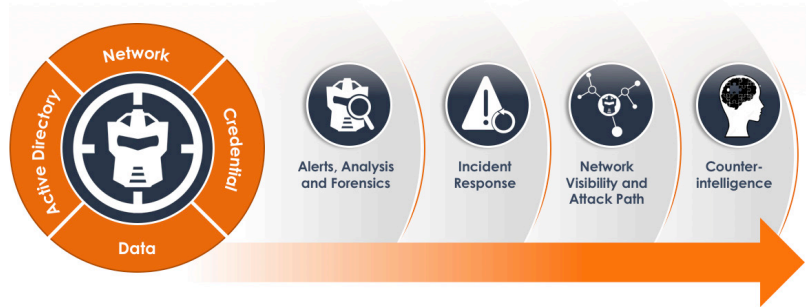 Network
Active Directory
Credential
Data
Alerts, Analysis
and Forensics
Incident
Response
Network
Visibility and
Attack Path
Counter-
intelligence